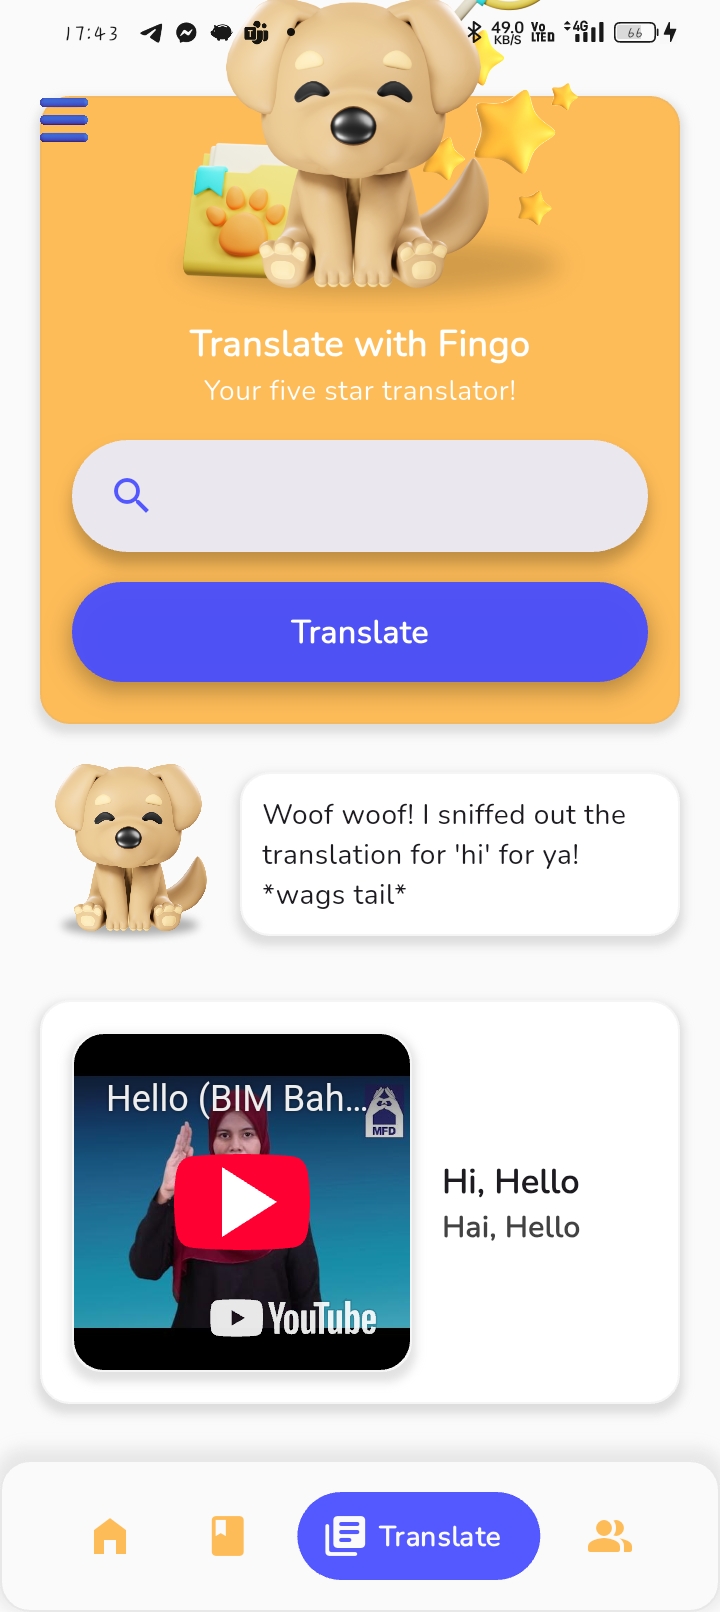 17:43
49.0
KB/S
Vo
LTED
4G
66
Translate with Fingo
Your five star translator!
Translate
Woof woof! I sniffed out the
translation for 'hi' for ya!
*wags tail*
Hello (BIM Bah...
MFD
YouTube
Hi, Hello
Hai, Hello
Translate